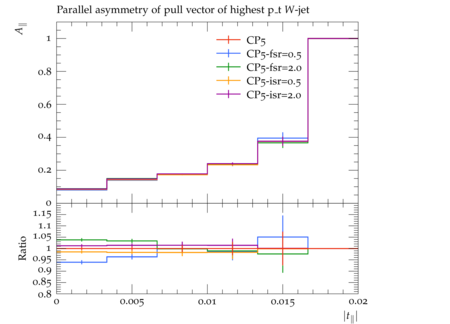 Parallel asymmetry of pull vector of highest p_t W-jet
A∥
1
0.8
0.6
0.4
0.2
0
CP5
CP5-fsr=0.5
CP5-fsr=2.0
CP5-isr=0.5
CP5-isr=2.0
Ratio
1.15
1.1
1.05
1
0.95
0.9
0.85
0.8
0 0.005 0.01 0.015 0.02
|t∥|